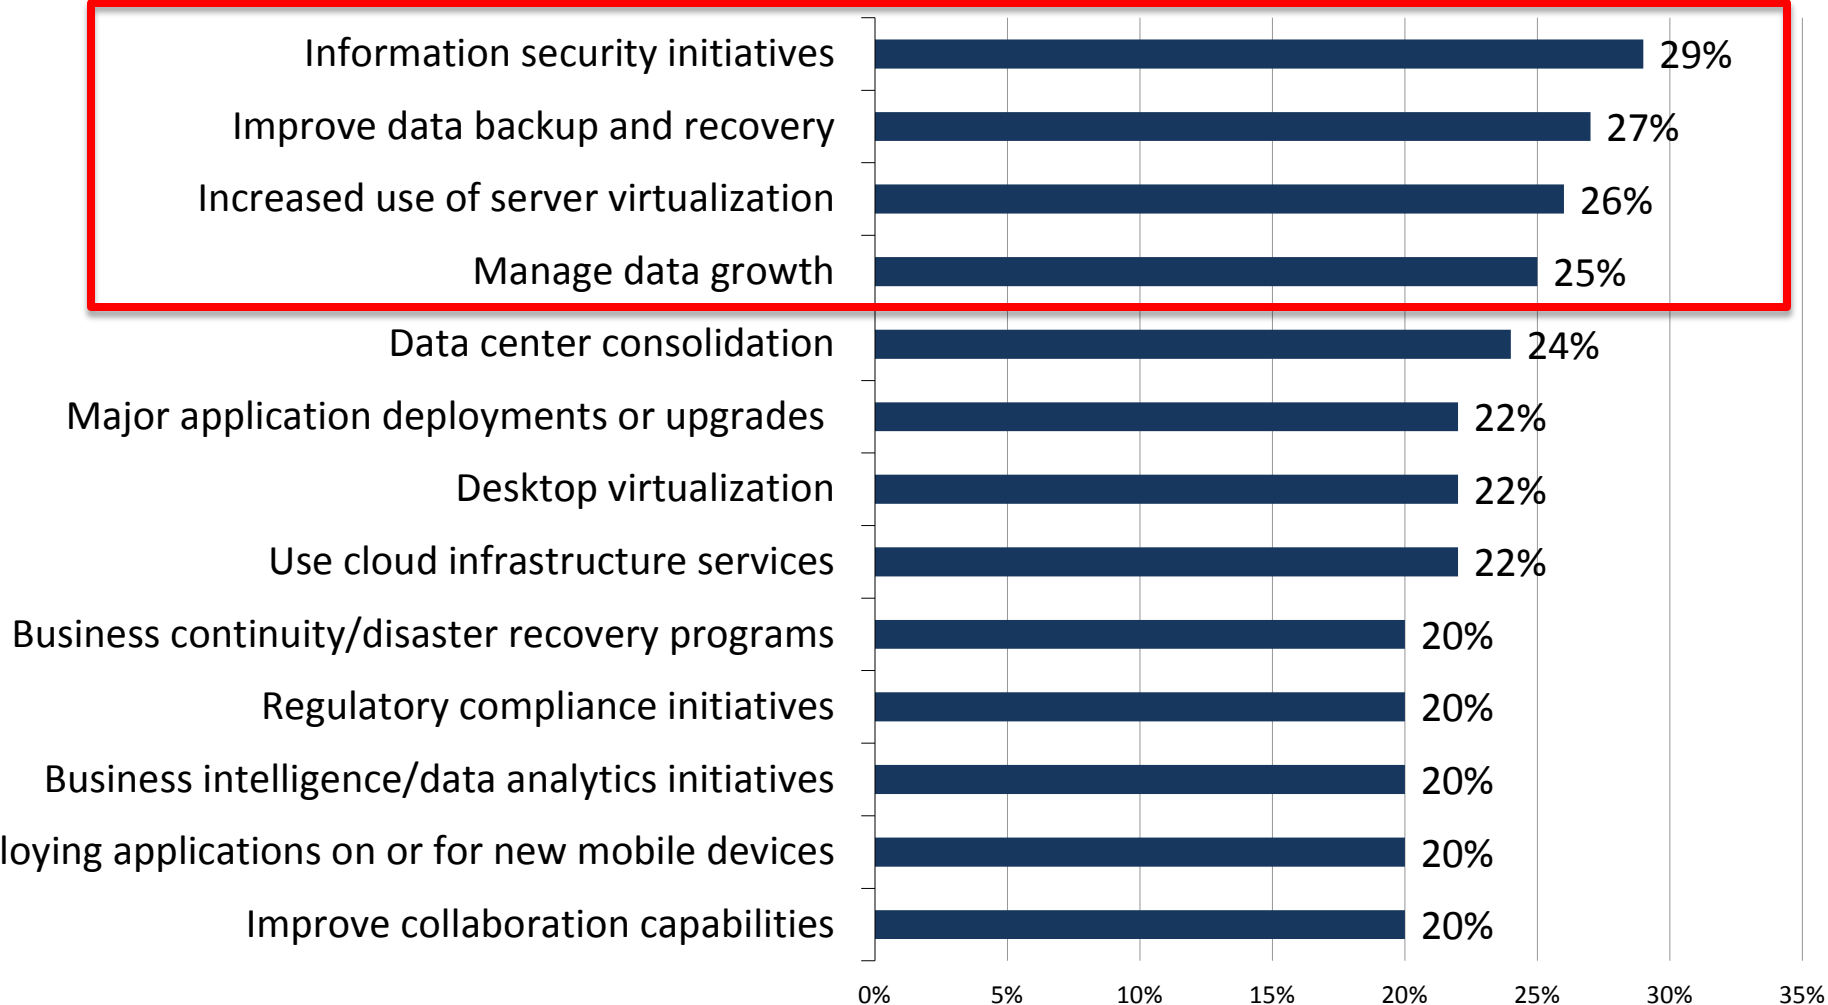 Information security initiatives 29%
Improve data backup and recovery 27%
Increased use of server virtualization 26%
Manage data growth 25%
Data center consolidation 24%
Major application deployments or upgrades 22%
Desktop virtualization 22%
Use cloud infrastructure services 22%
Business continuity/disaster recovery programs 20%
Regulatory compliance initiatives 20%
Business intelligence/data analytics initiatives 20%
loying applications on or for new mobile devices 20%
Improve collaboration capabilities 20%
0% 5% 10% 15% 20% 25% 30% 35%